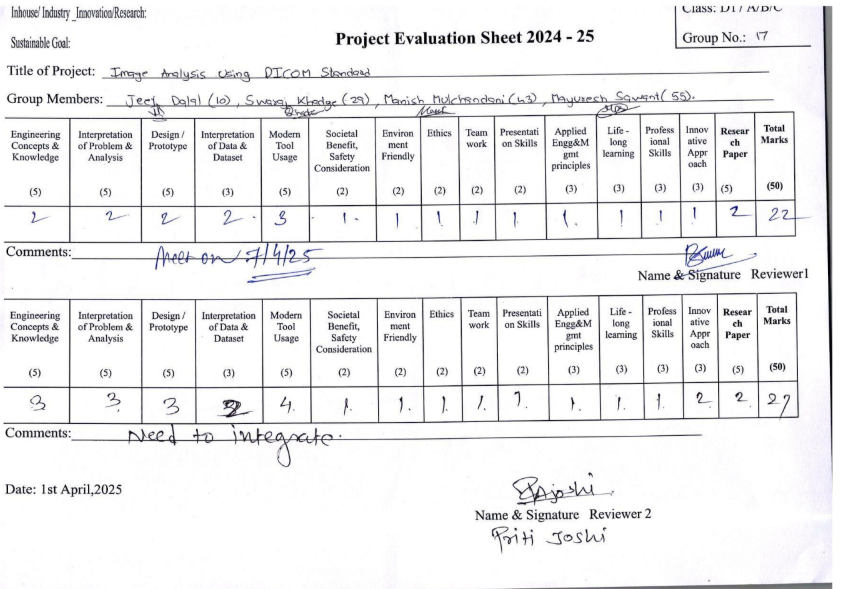 Inhouse/ Industry _Innovation/Research:
Class: D17 A/B/C
Sustainable Goal:
Project Evaluation Sheet 2024 - 25
Group No.: 17
Title of Project: Image Analysis Using DICOM Standard
Group Members: Jeet Dalal (10), Swaraj Khadge (29), Manish Mulchandani (43), Mayuresh Sawant (55).
Engineering Concepts & Knowledge (5) Interpretation of Problem & Analysis (5) Design / Prototype (5) Interpretation of Data & Dataset (3) Modern Tool Usage (5) Societal Benefit, Safety Consideration (2) Environ ment Friendly (2) Ethics (2) Team work (2) Presentati on Skills (2) Applied Engg&M gmt principles (3) Life - long learning (3) Profess ional Skills (3) Innov ative Appr oach (3) Resear ch Paper (5) Total Marks (50)
2 2 2 2 3 1 1 1 1 1 1 1 1 1 2 22
Comments: Meet on 7/4/25
Name & Signature Reviewer1
Engineering Concepts & Knowledge (5) Interpretation of Problem & Analysis (5) Design / Prototype (5) Interpretation of Data & Dataset (3) Modern Tool Usage (5) Societal Benefit, Safety Consideration (2) Environ ment Friendly (2) Ethics (2) Team work (2) Presentati on Skills (2) Applied Engg&M gmt principles (3) Life - long learning (3) Profess ional Skills (3) Innov ative Appr oach (3) Resear ch Paper (5) Total Marks (50)
3 3 3 2 4. 1. 1. 1. 1. 1. 1. 1. 1. 2 2 27
Comments: Need to integrate.
Date: 1st April,2025
PAjoshi.
Name & Signature Reviewer 2
Priti Joshi